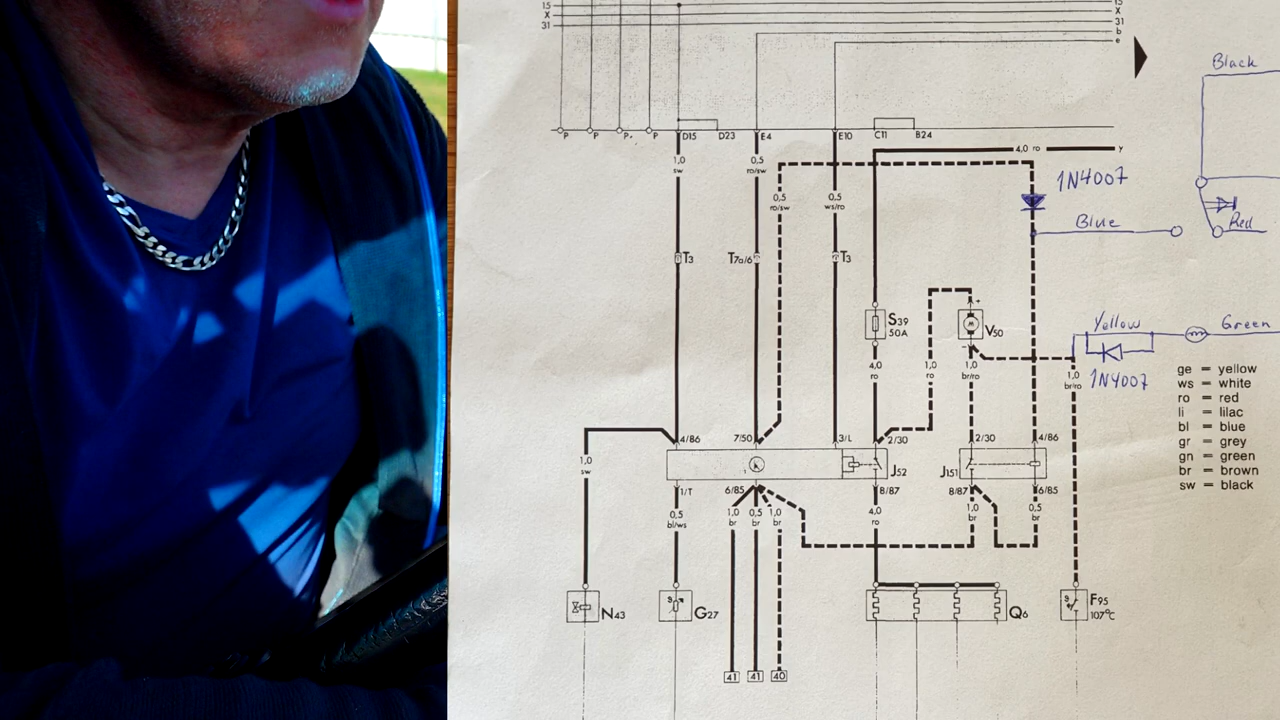 15 15
X X
31 31
b
e
Black
P P P P D15 D23 E4 E10 C11 B24
4,0 ro y
1,0 sw
0,5 ro/sw
0,5 ro/sw
0,5 ws/ro
1N4007
Blue
Red
T3 T7a/6 T3
S39 50A
V50
+
-
M
Yellow
Green
1N4007
4,0 ro
1,0 ro
1,0 br/ro
1,0 br/ro
ge = yellow
ws = white
ro = red
li = lilac
bl = blue
gr = grey
gn = green
br = brown
sw = black
4/86 7/50 3/L 2/30 2/30 4/86
1,0 sw
J52 J151
1/T 6/85 8/87 8/87 6/85
0,5 bl/ws
1,0 br
0,5 br
1,0 br
4,0 ro
1,0 br
0,5 br
N43 G27 Q6 F95
107°C
41 41 40